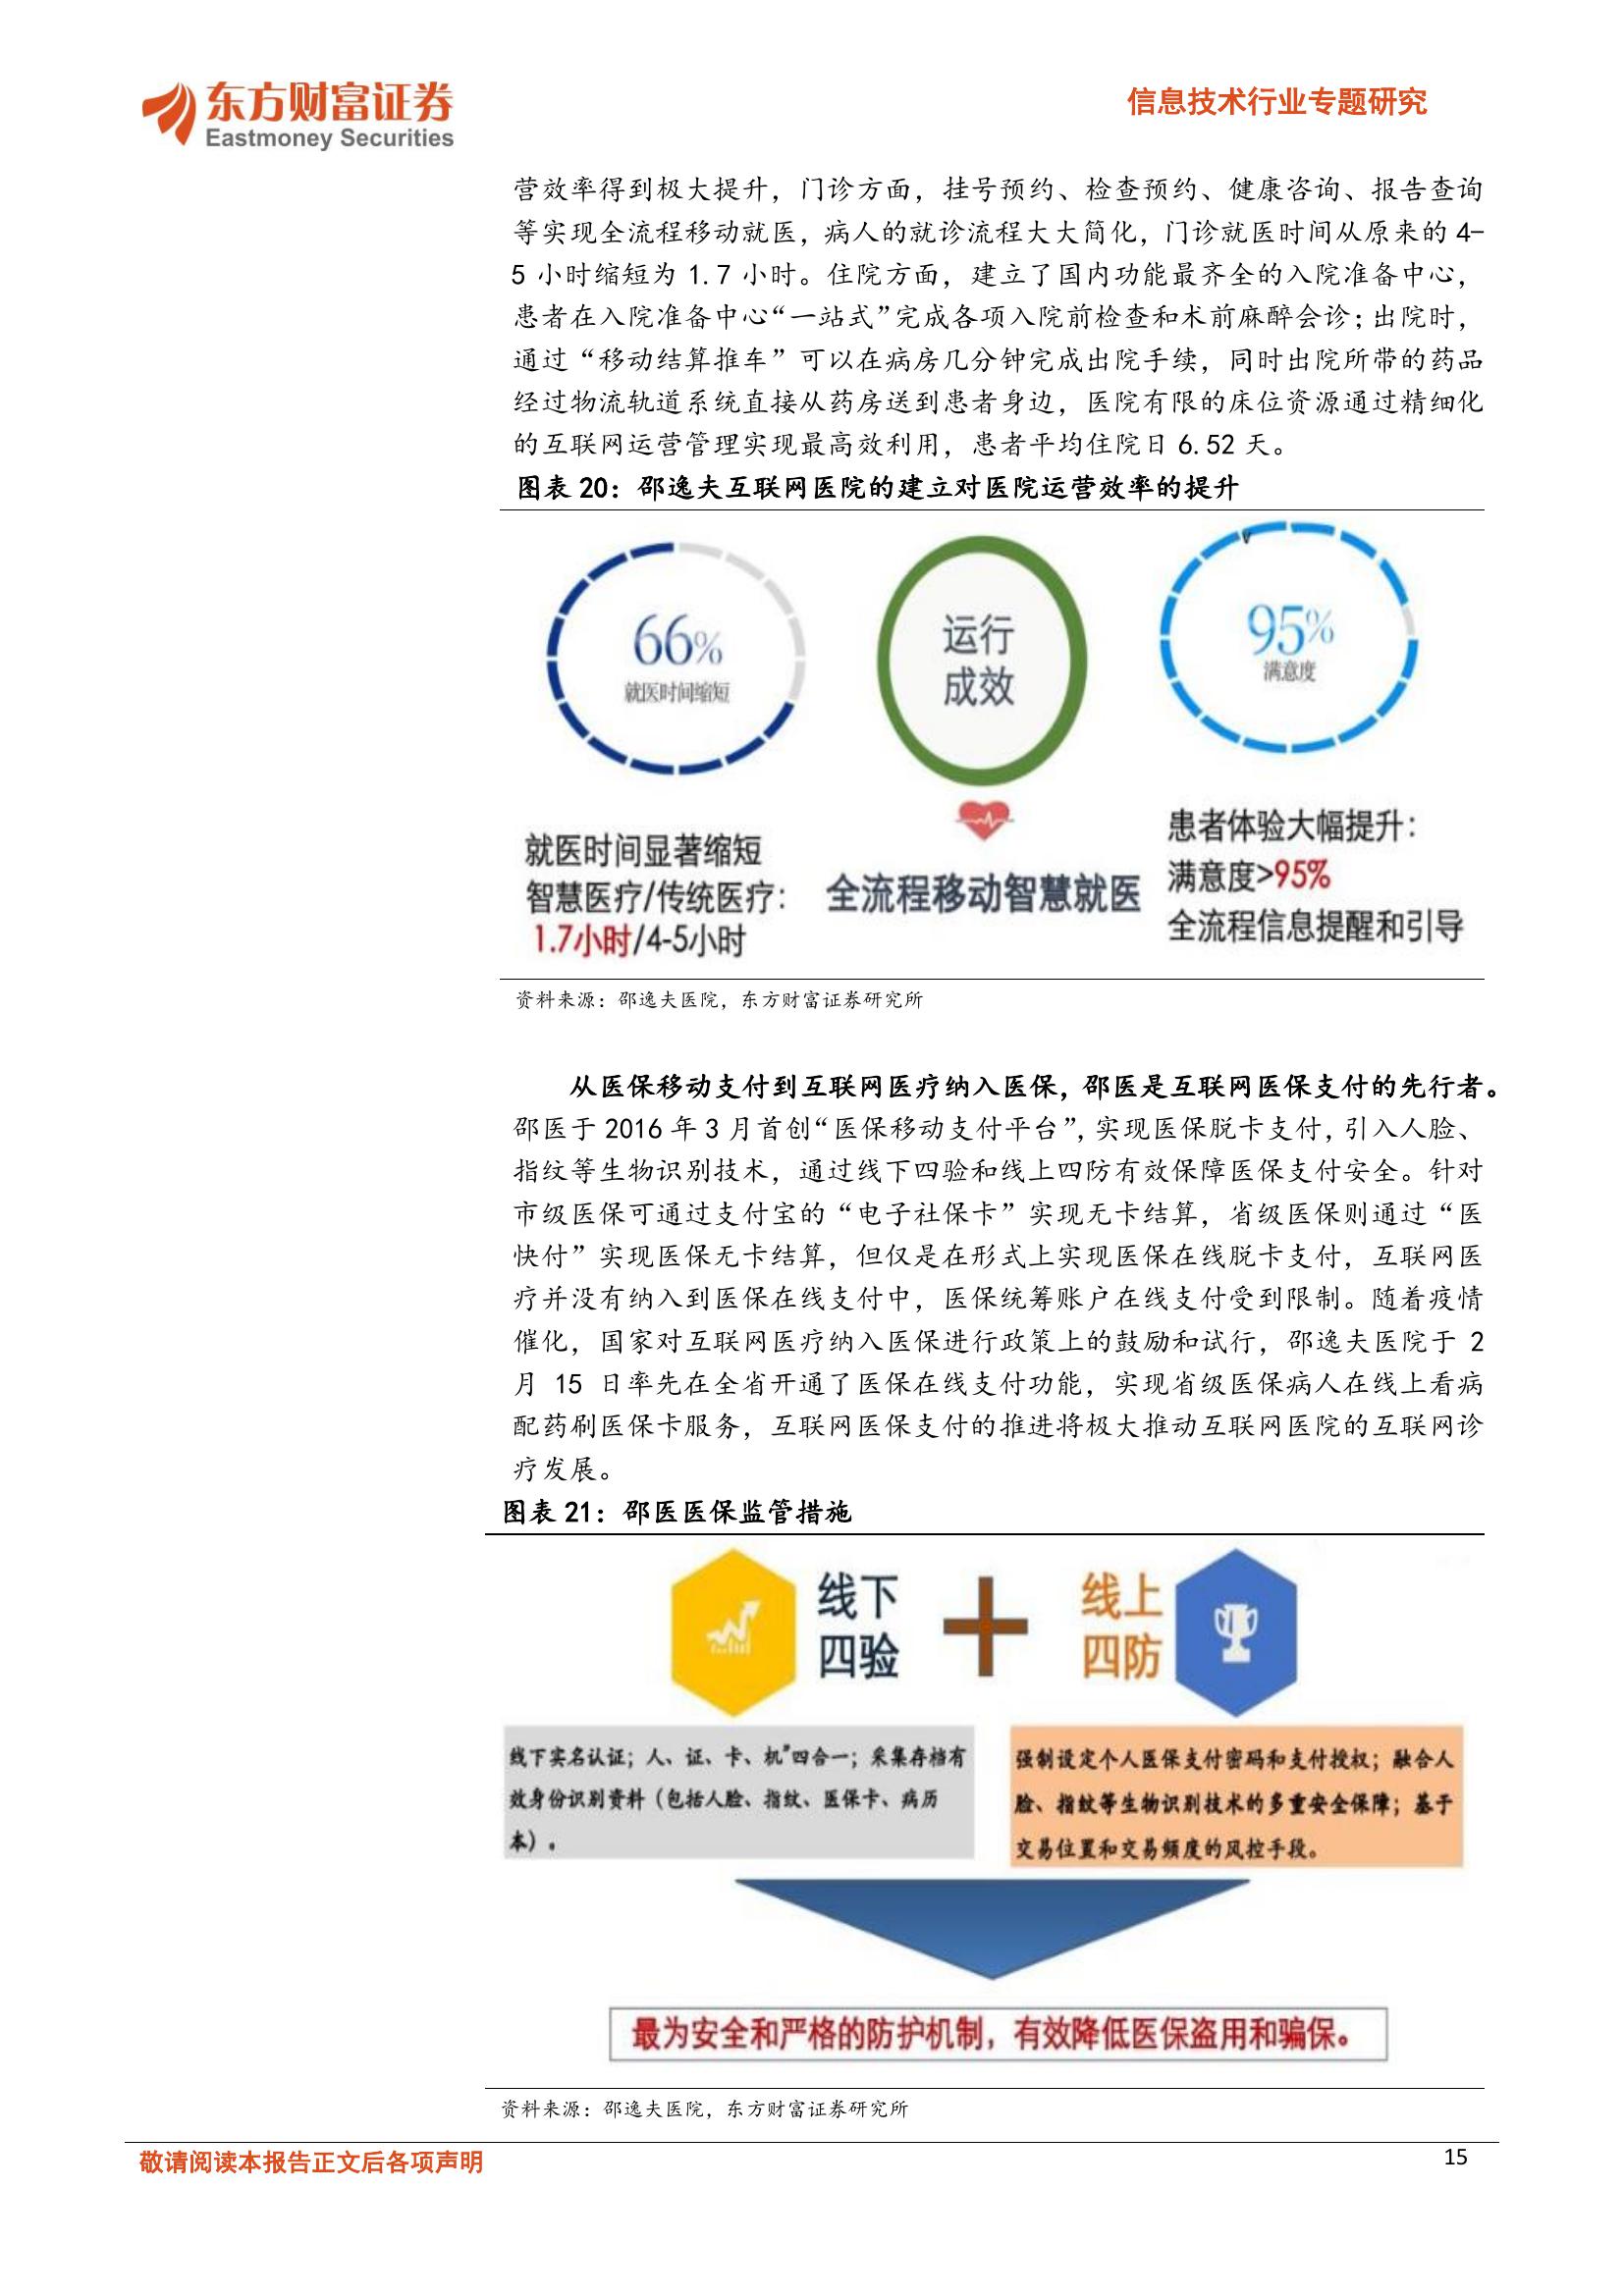 东方财富证券
Eastmoney Securities
信息技术行业专题研究
营效率得到极大提升，门诊方面，挂号预约、检查预约、健康咨询、报告查询
等实现全流程移动就医，病人的就诊流程大大简化，门诊就医时间从原来的 4-
5 小时缩短为 1.7 小时。住院方面，建立了国内功能最齐全的入院准备中心，
患者在入院准备中心“一站式”完成各项入院前检查和术前麻醉会诊；出院时，
通过“移动结算推车”可以在病房几分钟完成出院手续，同时出院所带的药品
经过物流轨道系统直接从药房送到患者身边，医院有限的床位资源通过精细化
的互联网运营管理实现最高效利用，患者平均住院日 6.52 天。
图表 20：邵逸夫互联网医院的建立对医院运营效率的提升
66%
就医时间缩短
运行
成效
95%
满意度
就医时间显著缩短
智慧医疗/传统医疗：
1.7小时/4-5小时
全流程移动智慧就医
患者体验大幅提升：
满意度>95%
全流程信息提醒和引导
资料来源：邵逸夫医院，东方财富证券研究所
从医保移动支付到互联网医疗纳入医保，邵医是互联网医保支付的先行者。
邵医于 2016 年 3 月首创“医保移动支付平台”，实现医保脱卡支付，引入人脸、
指纹等生物识别技术，通过线下四验和线上四防有效保障医保支付安全。针对
市级医保可通过支付宝的“电子社保卡”实现无卡结算，省级医保则通过“医
快付”实现医保无卡结算，但仅是在形式上实现医保在线脱卡支付，互联网医
疗并没有纳入到医保在线支付中，医保统筹账户在线支付受到限制。随着疫情
催化，国家对互联网医疗纳入医保进行政策上的鼓励和试行，邵逸夫医院于 2
月 15 日率先在全省开通了医保在线支付功能，实现省级医保病人在线上看病
配药刷医保卡服务，互联网医保支付的推进将极大推动互联网医院的互联网诊
疗发展。
图表 21：邵医医保监管措施
线下
四验
线上
四防
线下实名认证；人、证、卡、机"四合一；采集存档有
效身份识别资料（包括人脸、指纹、医保卡、病历
本）。
强制设定个人医保支付密码和支付授权；融合人
脸、指纹等生物识别技术的多重安全保障；基于
交易位置和交易频度的风控手段。
最为安全和严格的防护机制，有效降低医保盗用和骗保。
资料来源：邵逸夫医院，东方财富证券研究所
敬请阅读本报告正文后各项声明
15